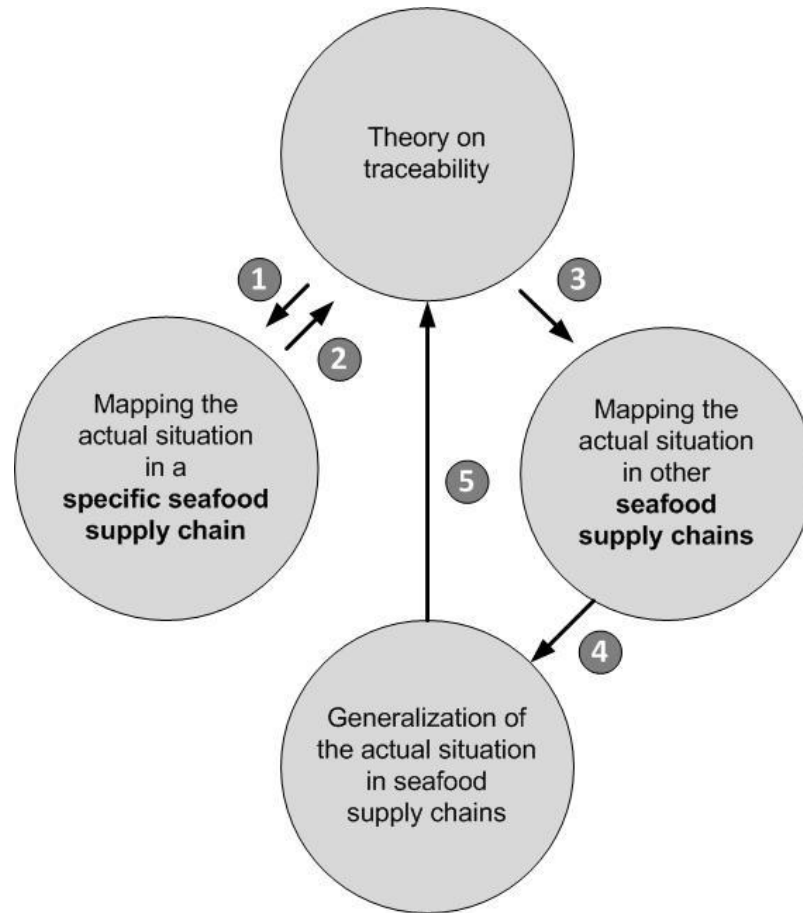 Theory on
traceability
1
3
2
Mapping the
actual situation
in a
specific seafood
supply chain
Mapping the
actual situation
in other
seafood
supply chains
5
4
Generalization of
the actual situation
in seafood
supply chains